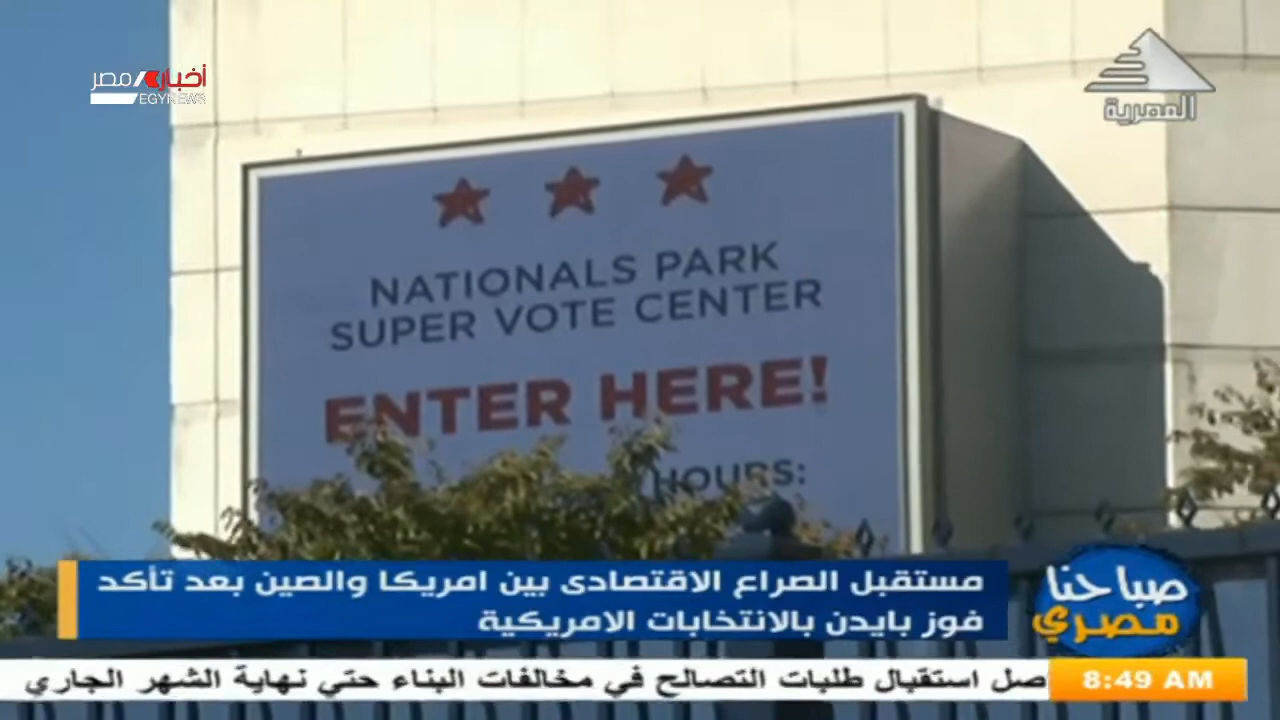 أخبار مصر
EGYNEWS
المصرية
NATIONALS PARK
SUPER VOTE CENTER
ENTER HERE!
HOURS:
مستقبل الصراع الاقتصادى بين امريكا والصين بعد تأكد
فوز بايدن بالانتخابات الامريكية
صباحنا
مصري
صل استقبال طلبات التصالح في مخالفات البناء حتي نهاية الشهر الجاري
8:49 AM